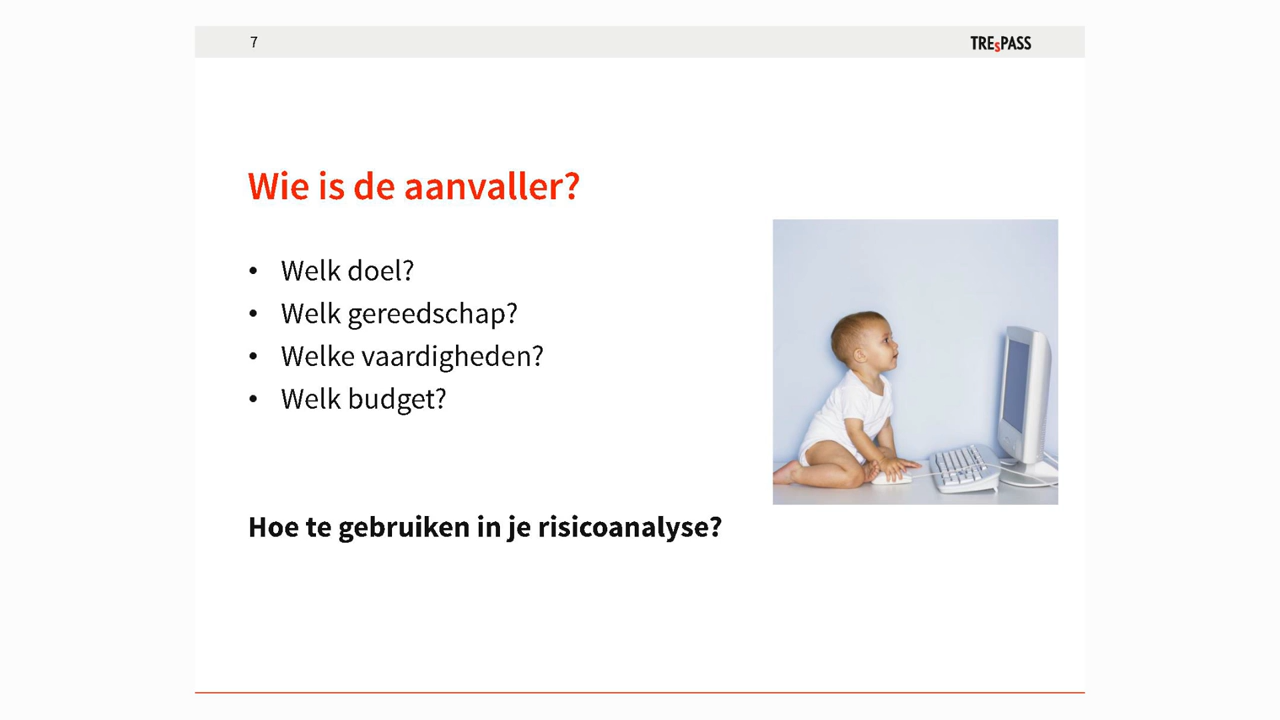 7
TREsPASS
Wie is de aanvaller?
• Welk doel?
• Welk gereedschap?
• Welke vaardigheden?
• Welk budget?
Hoe te gebruiken in je risicoanalyse?